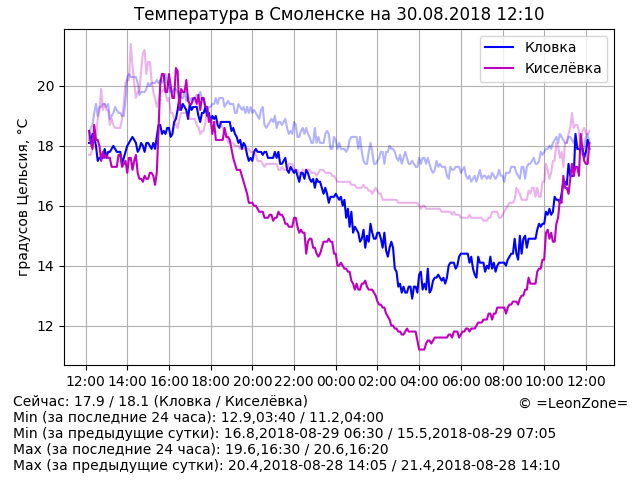 Температура в Смоленске на 30.08.2018 12:10
градусов Цельсия, °C
20
18
16
14
12
Кловка
Киселёвка
12:00 14:00 16:00 18:00 20:00 22:00 00:00 02:00 04:00 06:00 08:00 10:00 12:00
Сейчас: 17.9 / 18.1 (Кловка / Киселёвка)
© =LeonZone=
Min (за последние 24 часа): 12.9,03:40 / 11.2,04:00
Min (за предыдущие сутки): 16.8,2018-08-29 06:30 / 15.5,2018-08-29 07:05
Max (за последние 24 часа): 19.6,16:30 / 20.6,16:20
Max (за предыдущие сутки): 20.4,2018-08-28 14:05 / 21.4,2018-08-28 14:10